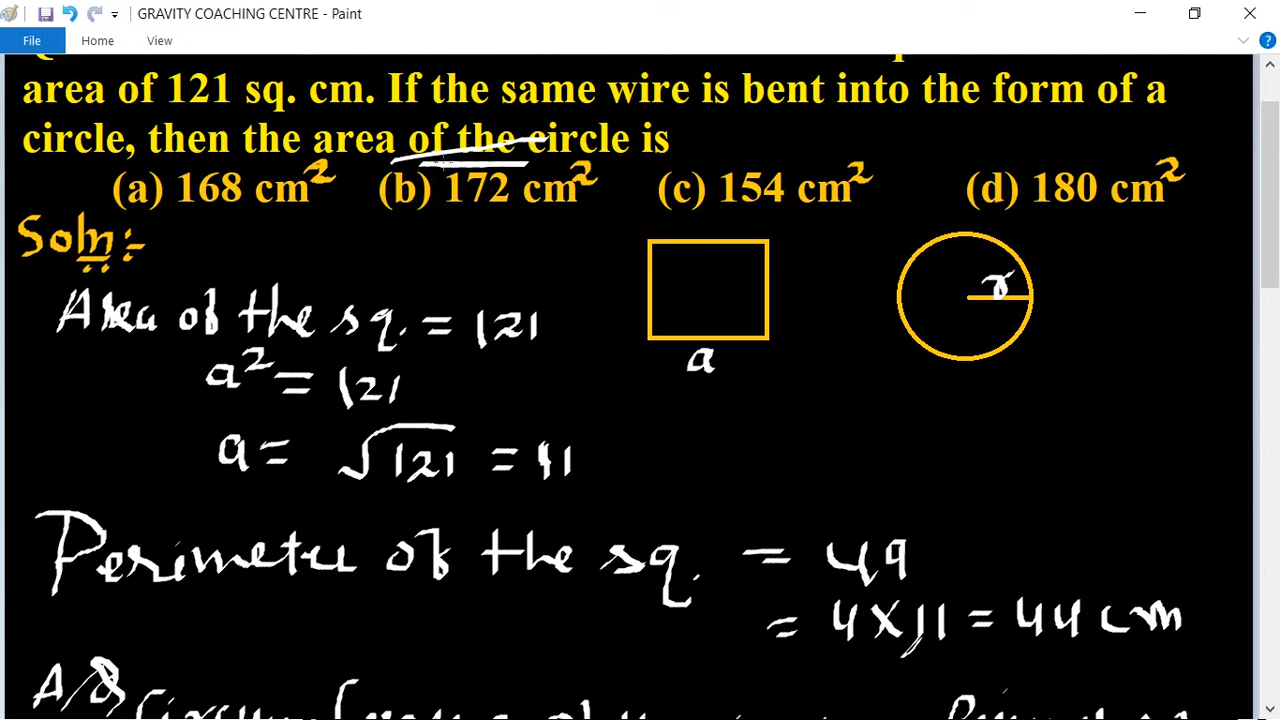 GRAVITY COACHING CENTRE - Paint
File Home View
area of 121 sq. cm. If the same wire is bent into the form of a
circle, then the area of the circle is
(a) 168 cm² (b) 172 cm² (c) 154 cm² (d) 180 cm²
Soln:-
r
Area of the sq. = 121
a² = 121
a
a = √121 = 11
Perimeter of the sq. = 4a
= 4×11 = 44 cm